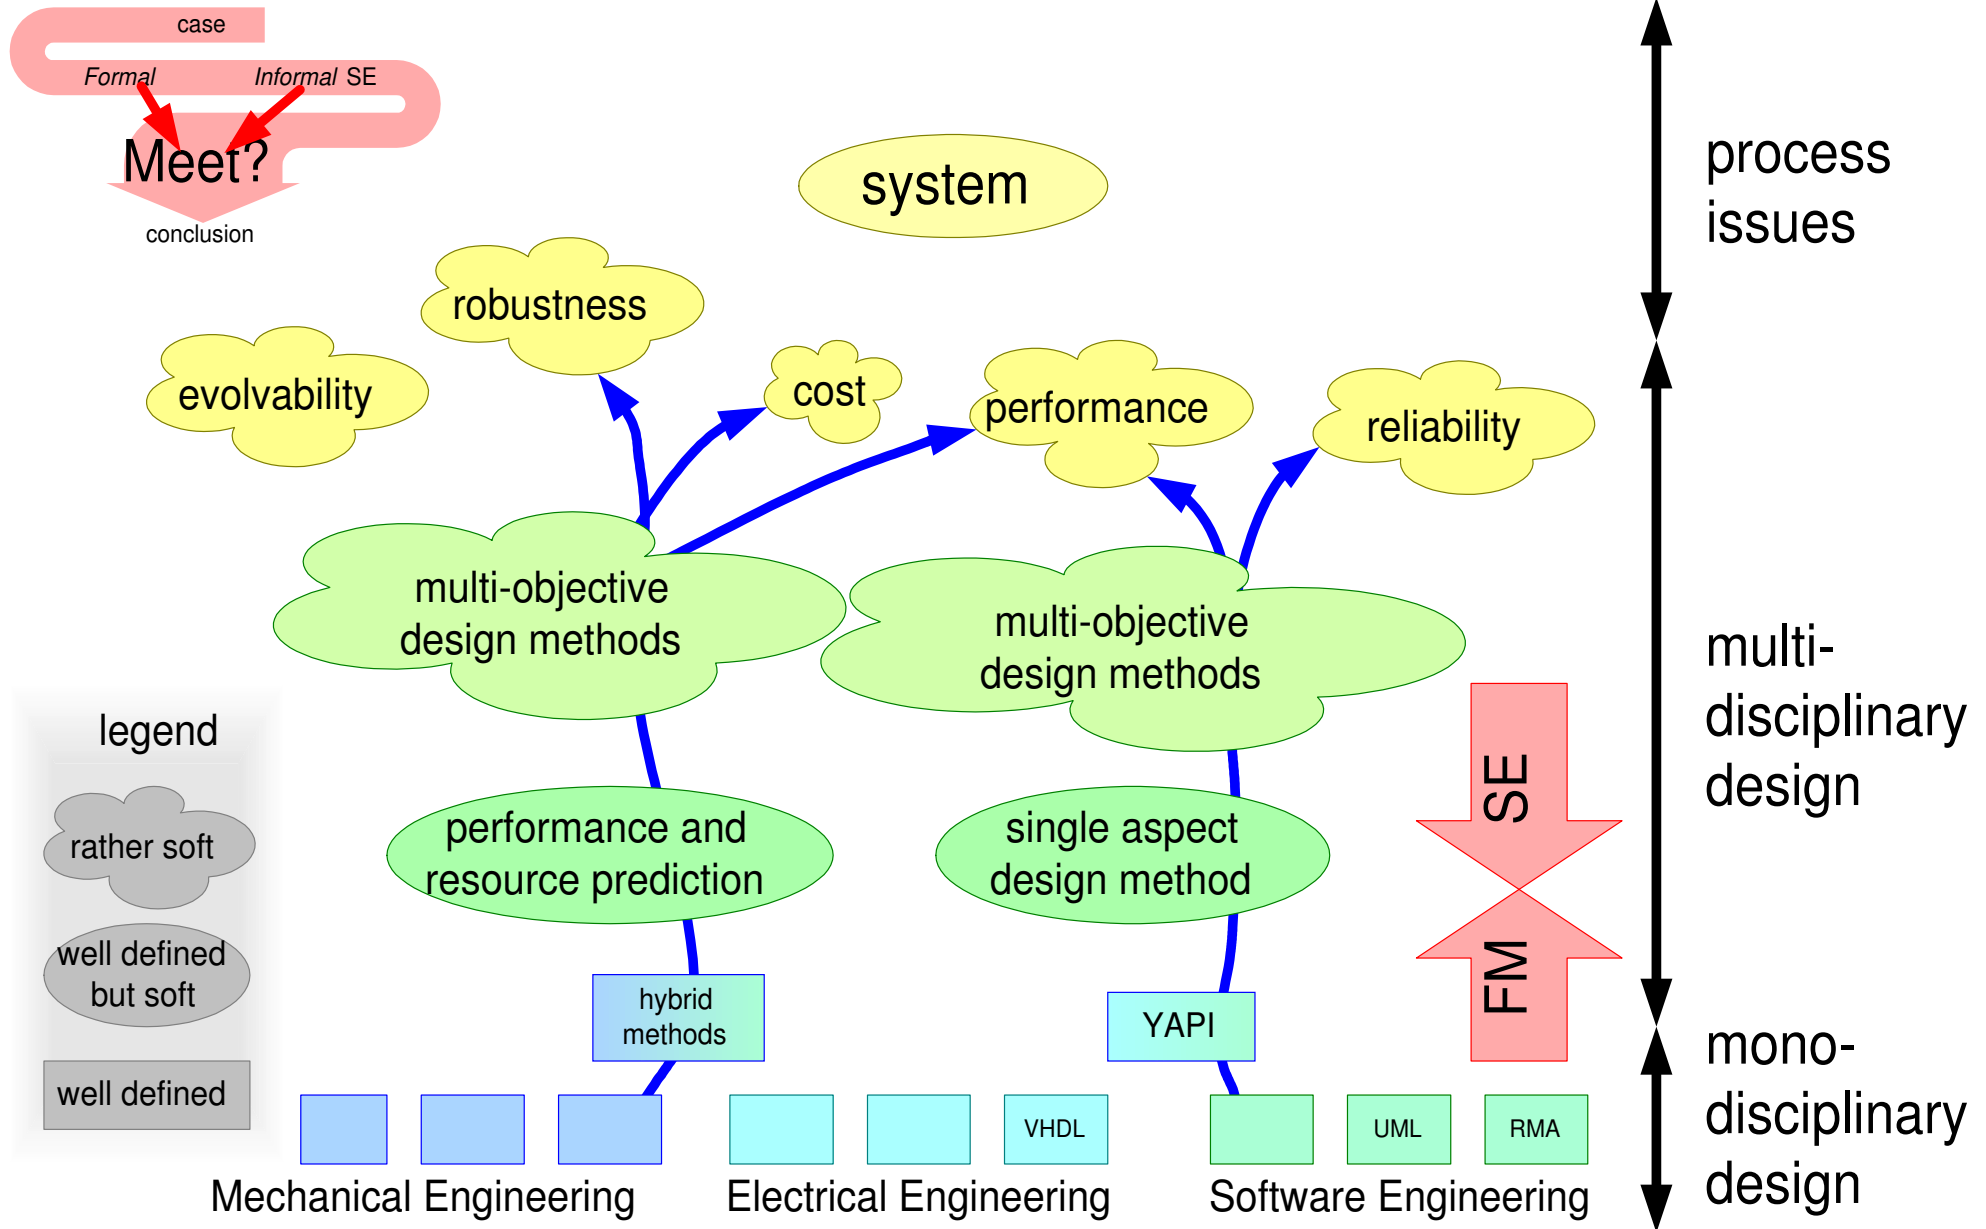 case
Formal
Informal SE
Meet?
conclusion
system
process
issues
robustness
evolvability
cost
performance
reliability
multi-objective
design methods
multi-objective
design methods
multi-
disciplinary
design
legend
rather soft
well defined
but soft
well defined
performance and
resource prediction
single aspect
design method
SE
FM
hybrid
methods
YAPI
mono-
disciplinary
design
VHDL
UML
RMA
Mechanical Engineering
Electrical Engineering
Software Engineering